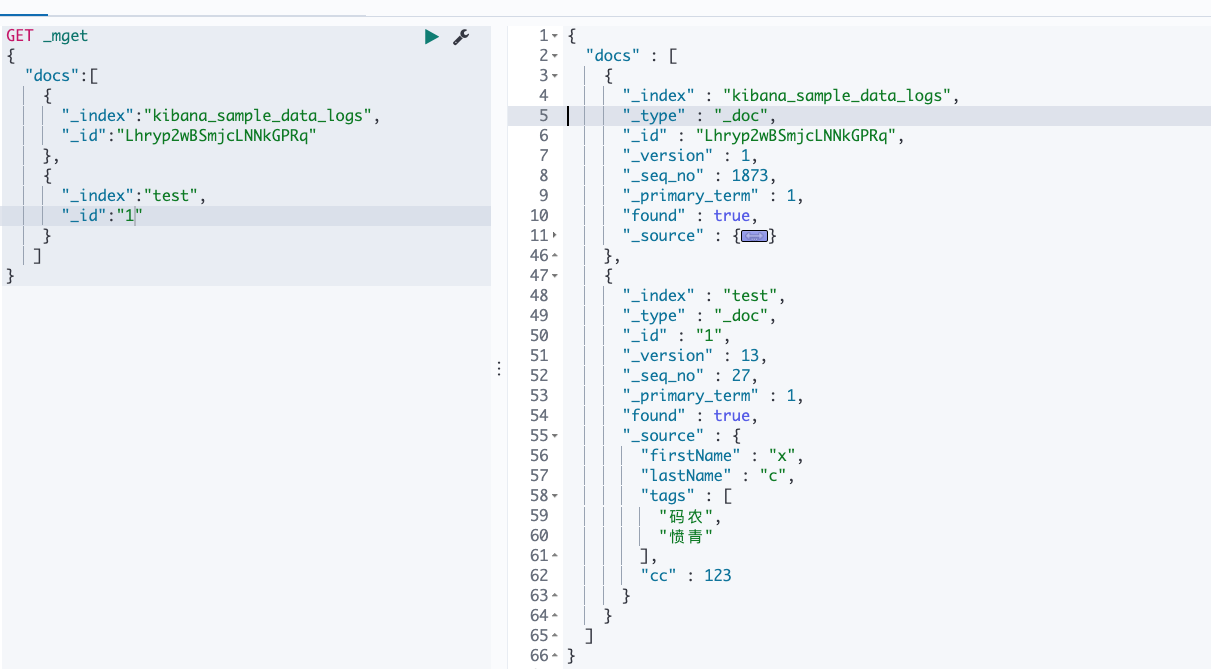 GET _mget
{
  "docs":[
    {
      "_index":"kibana_sample_data_logs",
      "_id":"Lhryp2wBSmjcLNNkGPRq"
    },
    {
      "_index":"test",
      "_id":"1"
    }
  ]
}
1 {
2   "docs" : [
3     {
4       "_index" : "kibana_sample_data_logs",
5       "_type" : "_doc",
6       "_id" : "Lhryp2wBSmjcLNNkGPRq",
7       "_version" : 1,
8       "_seq_no" : 1873,
9       "_primary_term" : 1,
10       "found" : true,
11       "_source" : {}
46     },
47     {
48       "_index" : "test",
49       "_type" : "_doc",
50       "_id" : "1",
51       "_version" : 13,
52       "_seq_no" : 27,
53       "_primary_term" : 1,
54       "found" : true,
55       "_source" : {
56         "firstName" : "x",
57         "lastName" : "c",
58         "tags" : [
59           "码农",
60           "愤青"
61         ],
62         "cc" : 123
63       }
64     }
65   ]
66 }